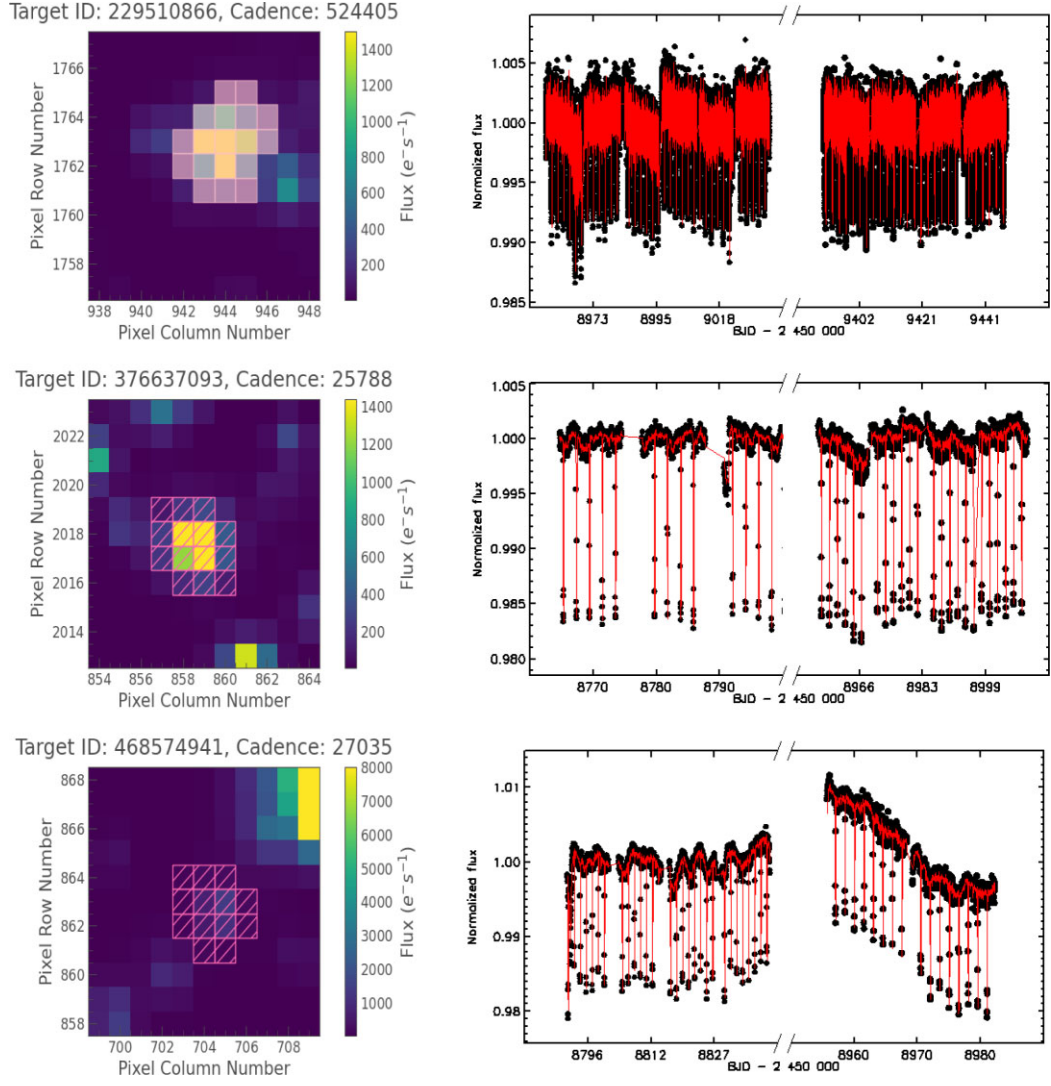 Target ID: 229510866, Cadence: 524405
1766
1764
1762
1760
1758
Pixel Row Number
938 940 942 944 946 948
Pixel Column Number
1400
1200
1000
800
600
400
200
Flux (e⁻s⁻¹)
1.005
1.000
0.995
0.990
0.985
Normalized flux
8973 8995 9018 9402 9421 9441
BJD - 2 450 000
Target ID: 376637093, Cadence: 25788
2022
2020
2018
2016
2014
Pixel Row Number
854 856 858 860 862 864
Pixel Column Number
1400
1200
1000
800
600
400
200
Flux (e⁻s⁻¹)
1.005
1.000
0.995
0.990
0.985
0.980
Normalized flux
8770 8780 8790 8966 8983 8999
BJD - 2 450 000
Target ID: 468574941, Cadence: 27035
868
866
864
862
860
858
Pixel Row Number
700 702 704 706 708
Pixel Column Number
8000
7000
6000
5000
4000
3000
2000
1000
Flux (e⁻s⁻¹)
1.01
1.00
0.99
0.98
Normalized flux
8796 8812 8827 8960 8970 8980
BJD - 2 450 000